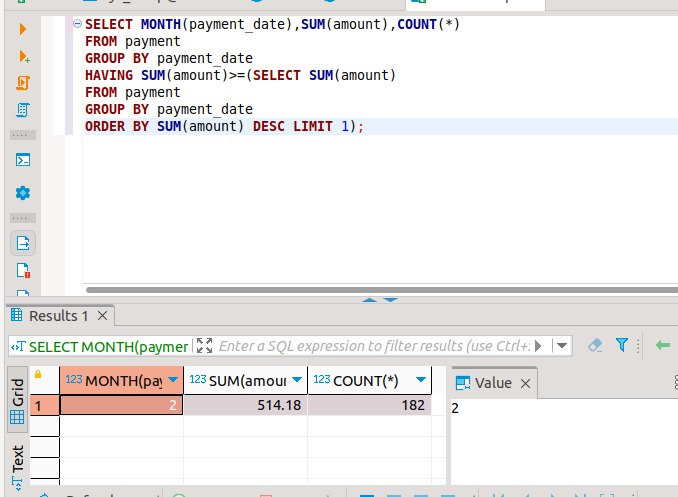 SELECT MONTH(payment_date),SUM(amount),COUNT(*)
FROM payment
GROUP BY payment_date
HAVING SUM(amount)>=(SELECT SUM(amount)
FROM payment
GROUP BY payment_date
ORDER BY SUM(amount) DESC LIMIT 1);
Results 1
SELECT MONTH(paymer
Enter a SQL expression to filter results (use Ctrl+
Grid
Text
123 MONTH(pay
123 SUM(amou
123 COUNT(*)
Value
1
2
514.18
182
2